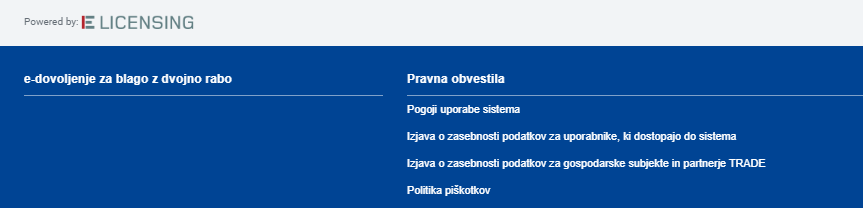 Powered by: E LICENSING
e-dovoljenje za blago z dvojno rabo
Pravna obvestila
Pogoji uporabe sistema
Izjava o zasebnosti podatkov za uporabnike, ki dostopajo do sistema
Izjava o zasebnosti podatkov za gospodarske subjekte in partnerje TRADE
Politika piškotkov